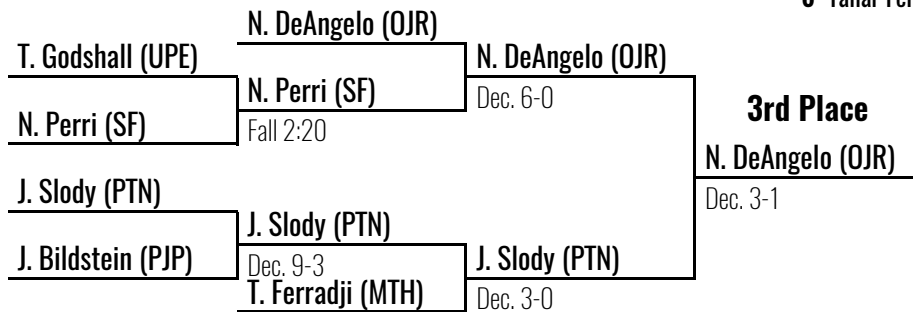 N. DeAngelo (OJR)
T. Godshall (UPE)
N. DeAngelo (OJR)
N. Perri (SF)
Dec. 6-0
N. Perri (SF)
Fall 2:20
3rd Place
N. DeAngelo (OJR)
Dec. 3-1
J. Slody (PTN)
J. Slody (PTN)
J. Bildstein (PJP)
Dec. 9-3
J. Slody (PTN)
T. Ferradji (MTH)
Dec. 3-0